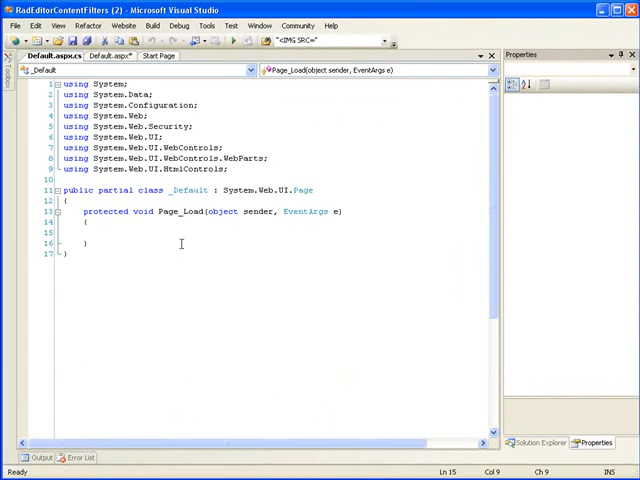 RadEditorContentFilters (2) - Microsoft Visual Studio
File Edit View Refactor Website Build Debug Tools Test Window Community Help
"<IMG SRC="
Default.aspx.cs Default.aspx* Start Page
Properties
_Default Page_Load(object sender, EventArgs e)
Toolbox
1 using System;
2 using System.Data;
3 using System.Configuration;
4 using System.Web;
5 using System.Web.Security;
6 using System.Web.UI;
7 using System.Web.UI.WebControls;
8 using System.Web.UI.WebControls.WebParts;
9 using System.Web.UI.HtmlControls;
10
11 public partial class _Default : System.Web.UI.Page
12 {
13 protected void Page_Load(object sender, EventArgs e)
14 {
15
16 }
17 }
Solution Explorer Properties
Output Error List
Ready Ln 15 Col 9 Ch 9 INS